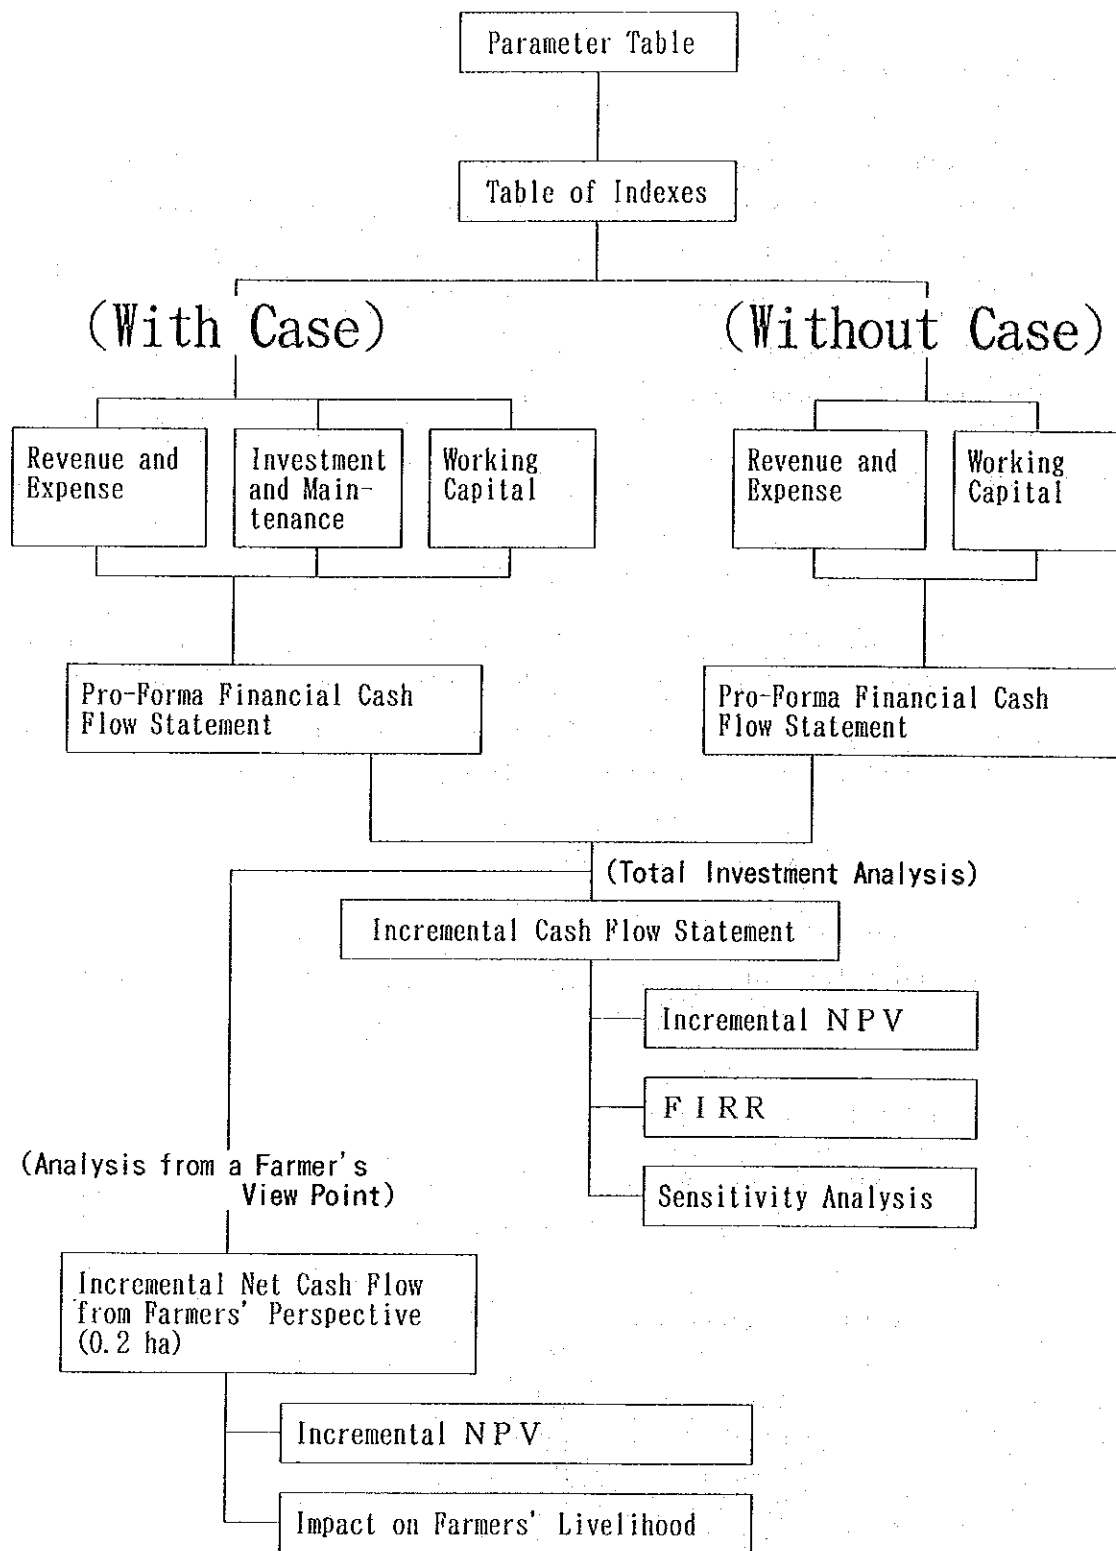 Parameter Table
Table of Indexes
(With Case)
(Without Case)
Revenue and
Expense
Investment
and Main-
tenance
Working
Capital
Revenue and
Expense
Working
Capital
Pro-Forma Financial Cash
Flow Statement
Pro-Forma Financial Cash
Flow Statement
(Total Investment Analysis)
Incremental Cash Flow Statement
Incremental NPV
FIRR
Sensitivity Analysis
(Analysis from a Farmer's
View Point)
Incremental Net Cash Flow
from Farmers' Perspective
(0.2 ha)
Incremental NPV
Impact on Farmers' Livelihood